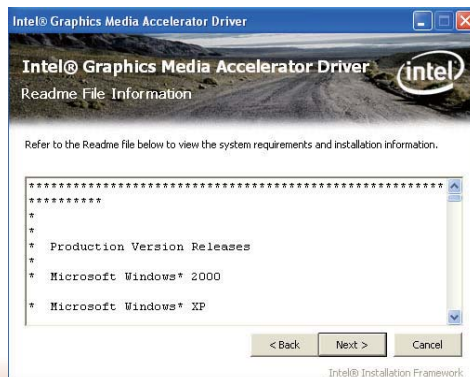 Intel® Graphics Media Accelerator Driver
Intel® Graphics Media Accelerator Driver
intel
Readme File Information
Refer to the Readme file below to view the system requirements and installation information.
********************************************************
**********
*
*
* Production Version Releases
*
* Microsoft Windows* 2000
* Microsoft Windows* XP
< Back
Next >
Cancel
Intel® Installation Framework